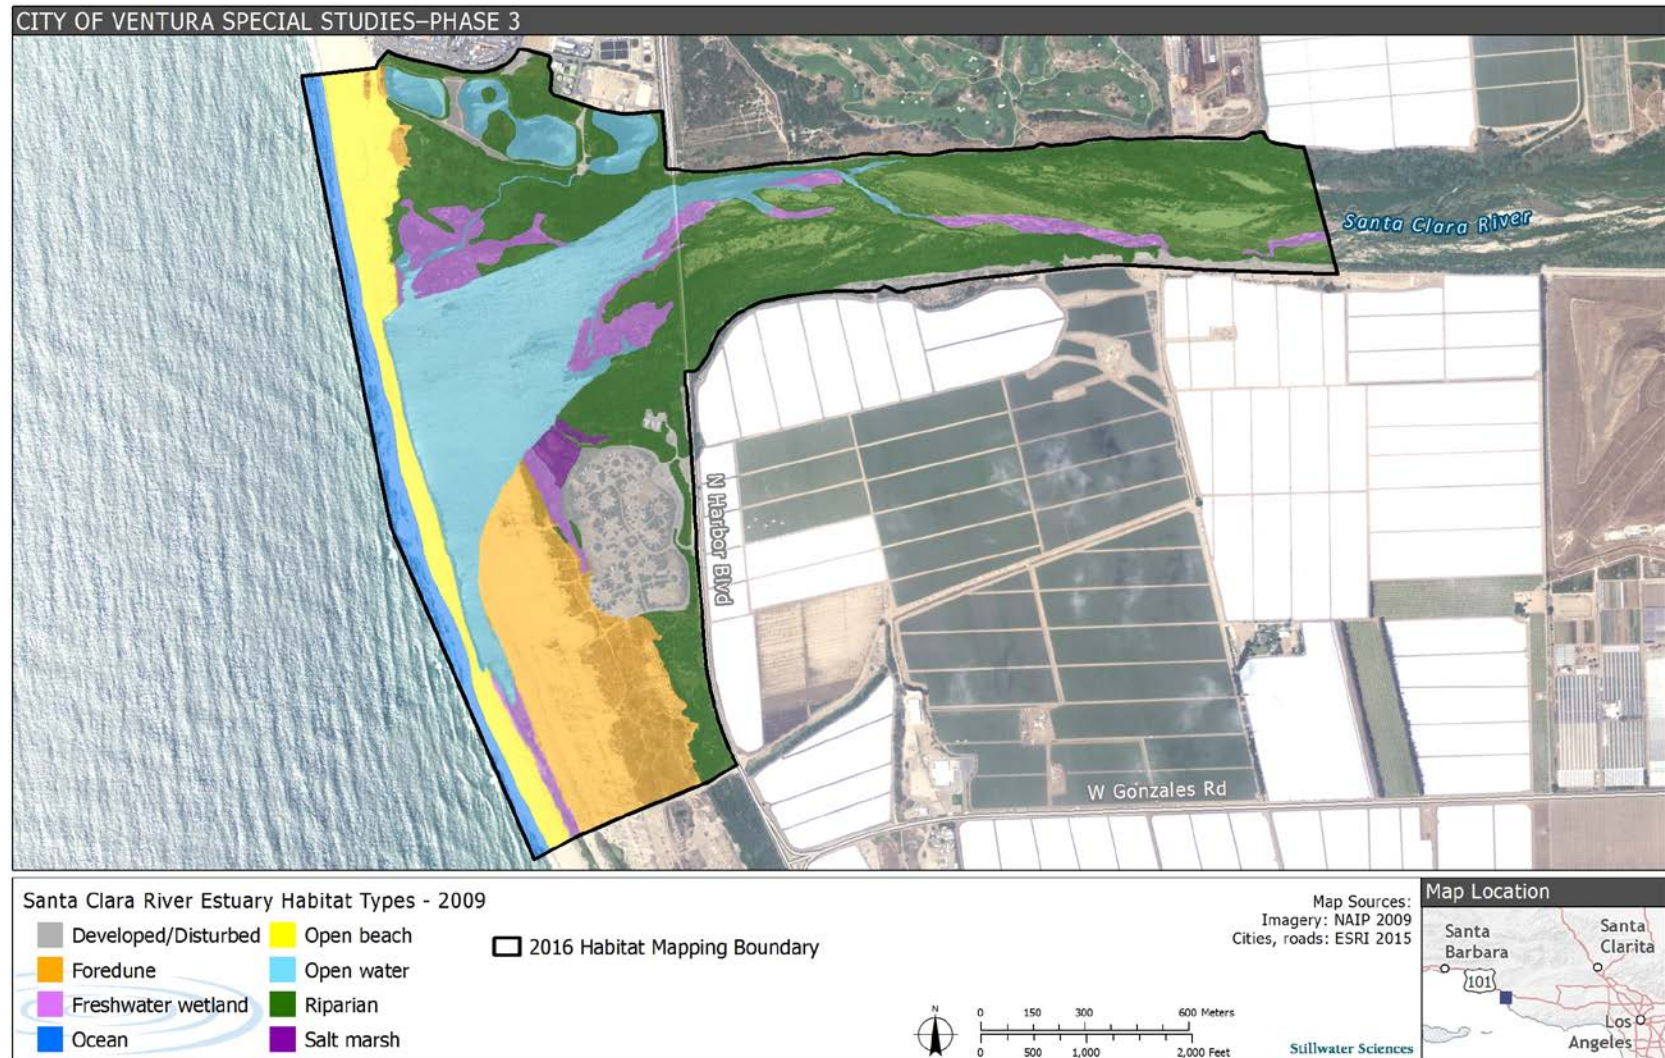 CITY OF VENTURA SPECIAL STUDIES–PHASE 3
Santa Clara River
N Harbor Blvd
W Gonzales Rd
Santa Clara River Estuary Habitat Types - 2009
Developed/Disturbed
Foredune
Freshwater wetland
Ocean
Open beach
Open water
Riparian
Salt marsh
2016 Habitat Mapping Boundary
N
0 150 300 600 Meters
0 500 1,000 2,000 Feet
Map Sources:
Imagery: NAIP 2009
Cities, roads: ESRI 2015
Stillwater Sciences
Map Location
Santa
Barbara
101
Santa
Clarita
Los
Angeles